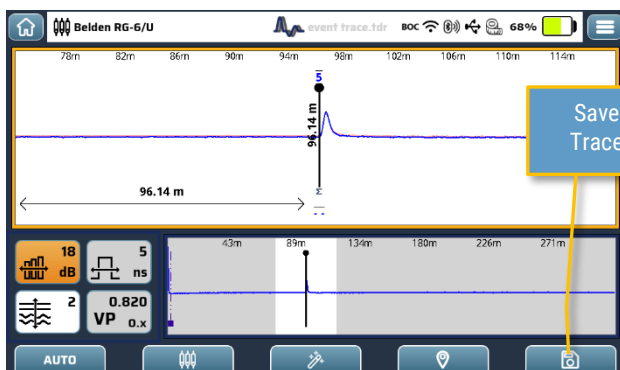 Belden RG-6/U event trace.tdr BOC 68%
78m 82m 86m 90m 94m 98m 102m 106m 110m 114m
5
96.14 m
Save
Trace
96.14 m
Σ
--
43m 89m 134m 180m 226m 271m
18 dB
5 ns
2
0.820 VP 0.x
AUTO